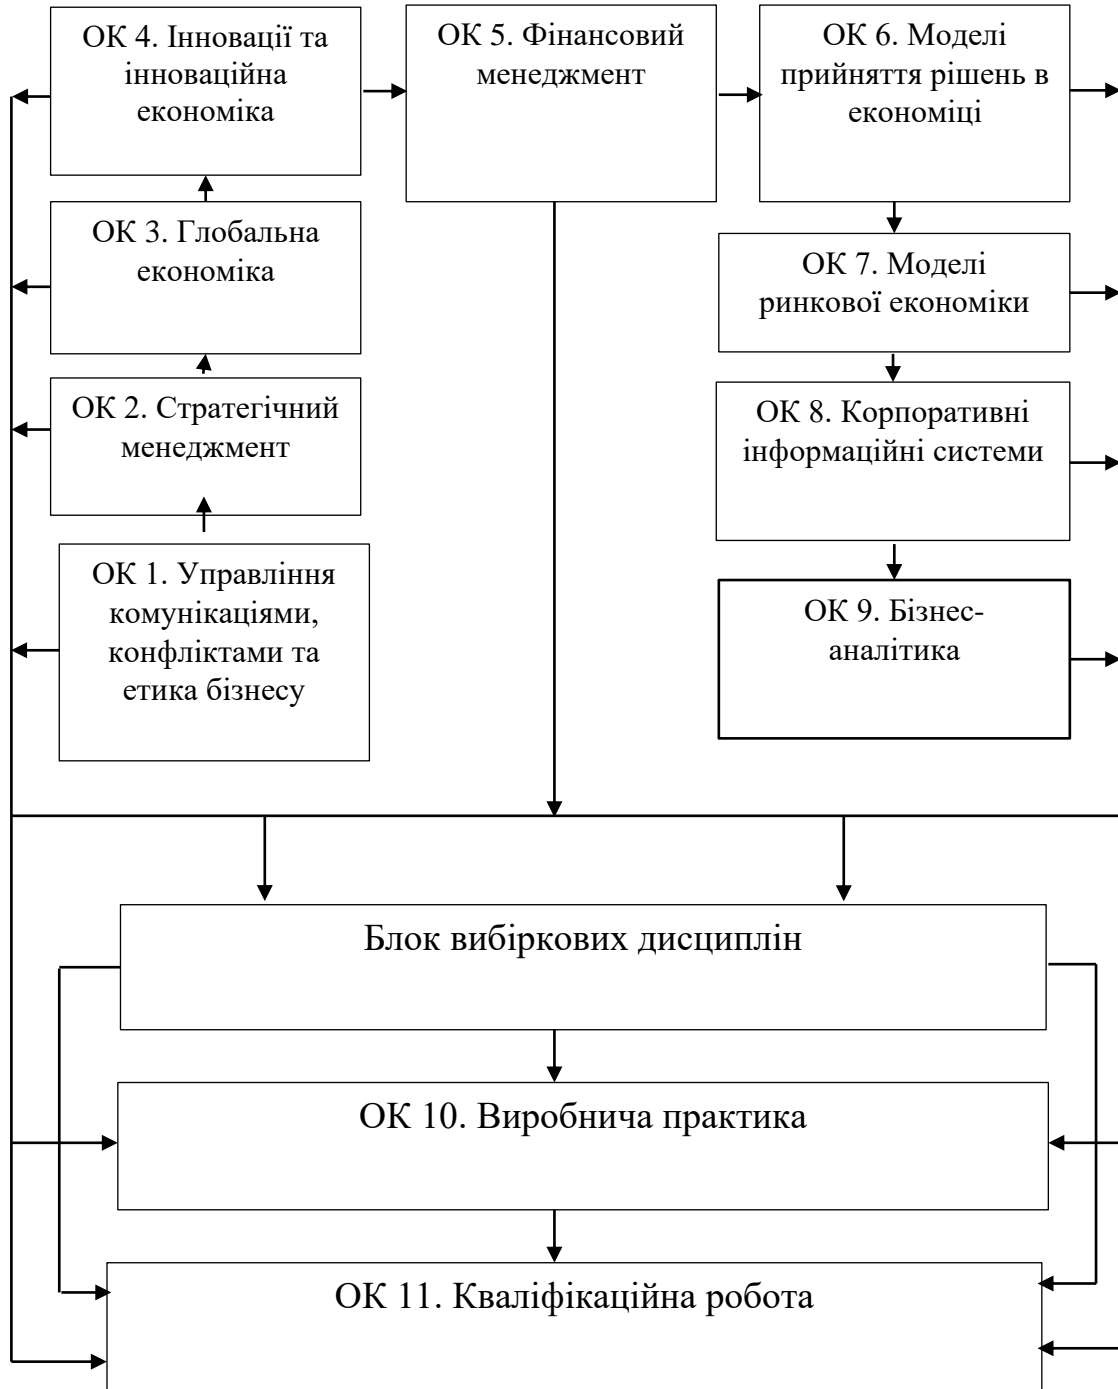 ОК 4. Інновації та
інноваційна
економіка
ОК 5. Фінансовий
менеджмент
ОК 6. Моделі
прийняття рішень в
економіці
ОК 3. Глобальна
економіка
ОК 7. Моделі
ринкової економіки
ОК 2. Стратегічний
менеджмент
ОК 8. Корпоративні
інформаційні системи
ОК 1. Управління
комунікаціями,
конфліктами та
етика бізнесу
ОК 9. Бізнес-
аналітика
Блок вибіркових дисциплін
ОК 10. Виробнича практика
ОК 11. Кваліфікаційна робота